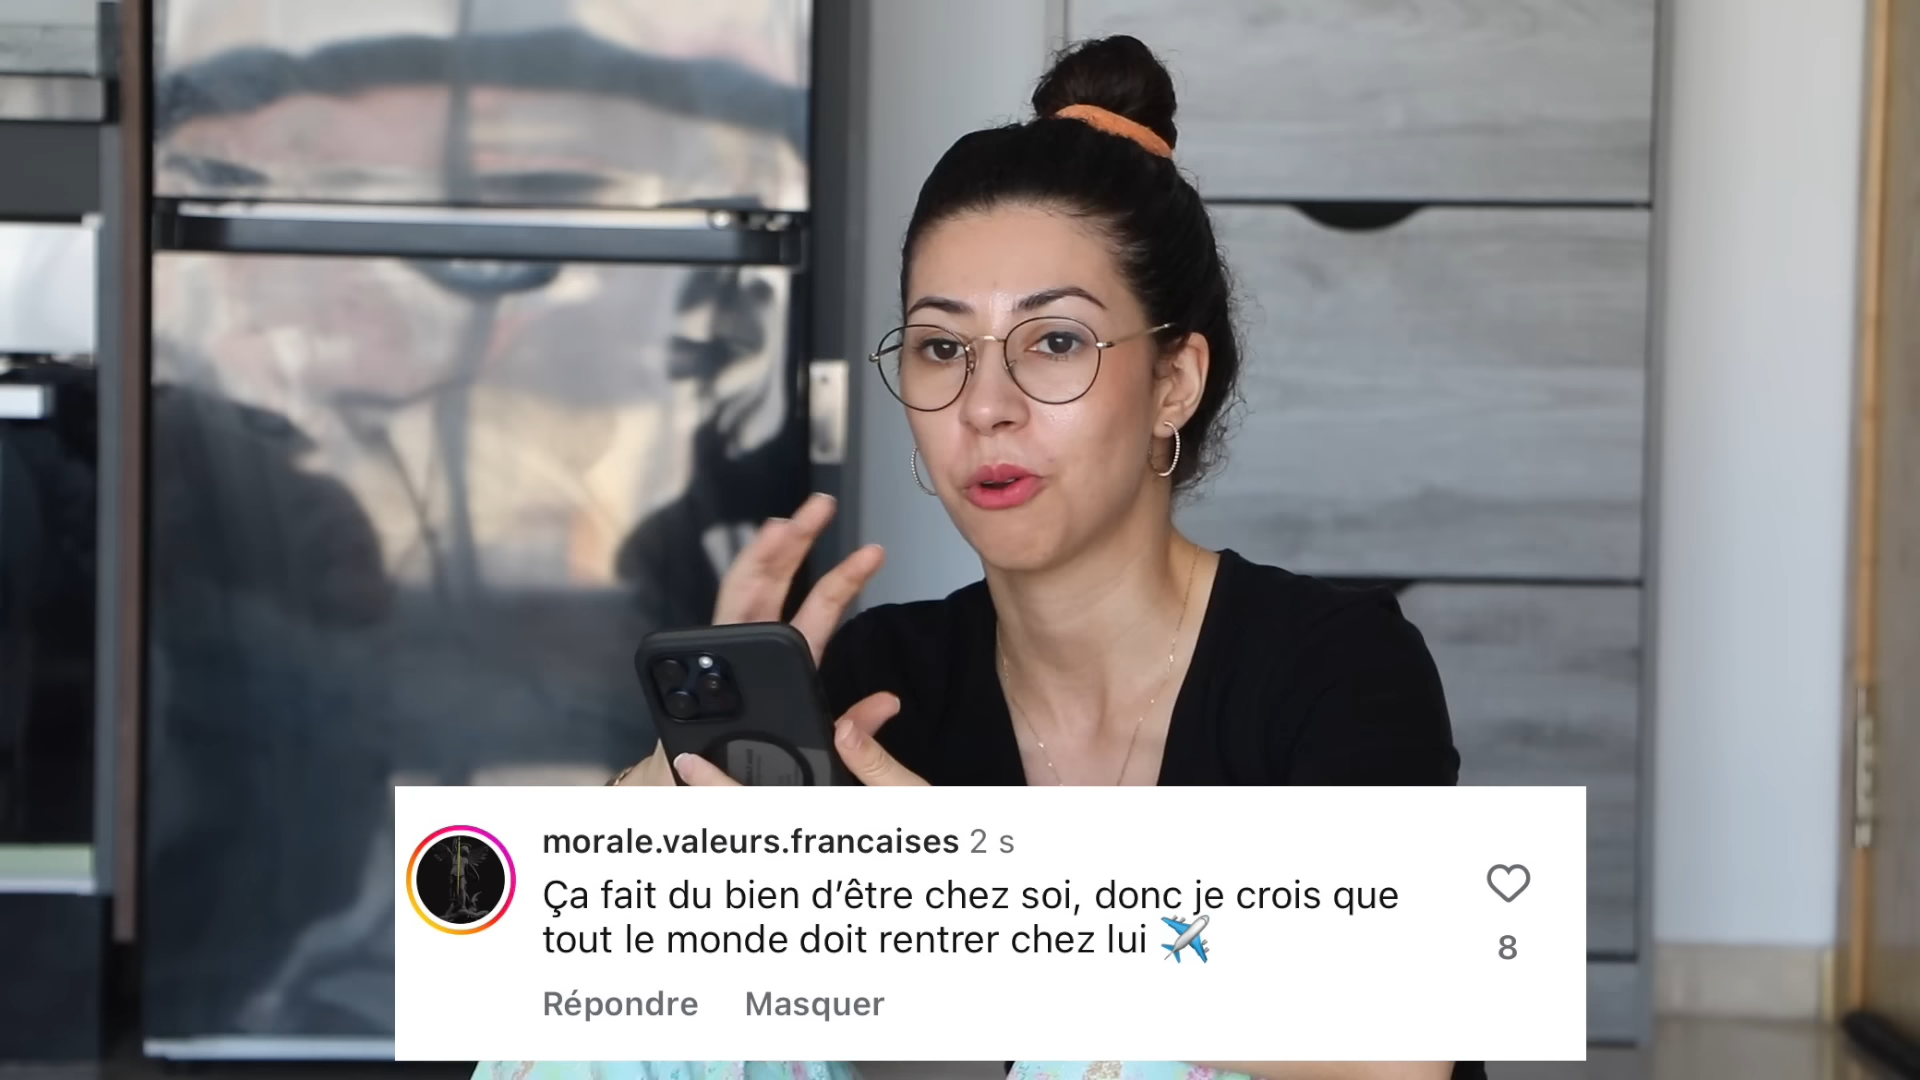 morale.valeurs.francaises 2 s
Ça fait du bien d’être chez soi, donc je crois que
tout le monde doit rentrer chez lui ✈️
8
Répondre Masquer